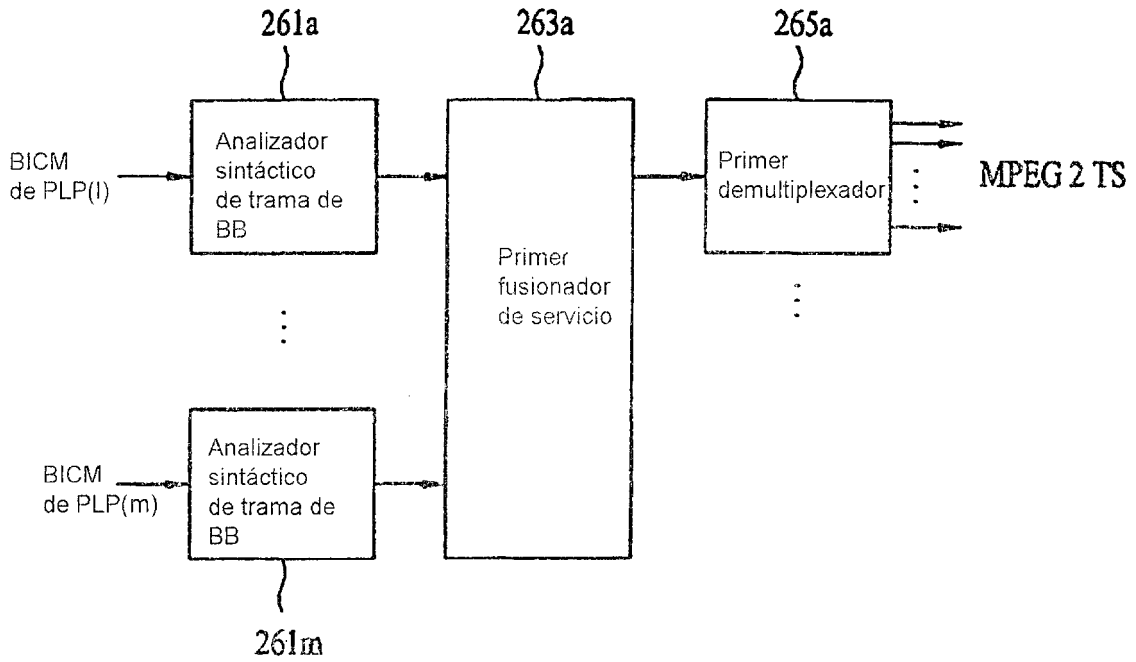 261a
263a
265a
BICM
de PLP(l)
Analizador
sintáctico
de trama de
BB
Primer
fusionador
de servicio
Primer
demultiplexador
MPEG 2 TS
BICM
de PLP(m)
Analizador
sintáctico
de trama de
BB
261m